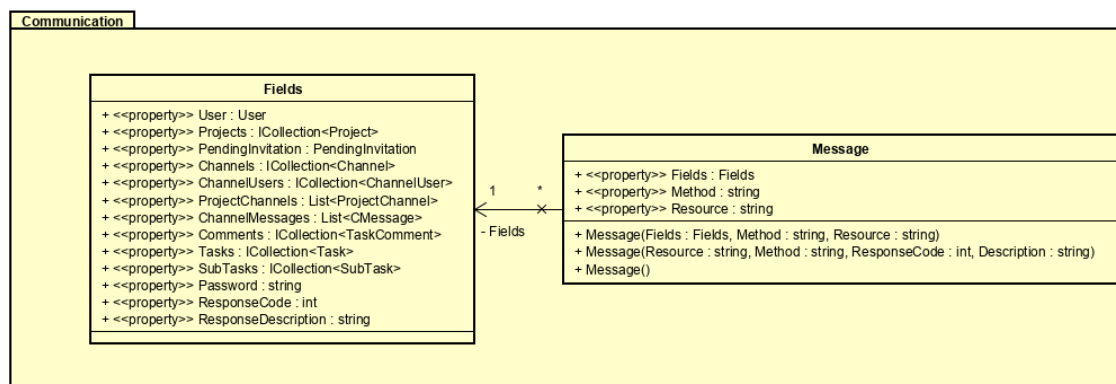 Communication
Fields
+ <<property>> User : User
+ <<property>> Projects : ICollection<Project>
+ <<property>> PendingInvitation : PendingInvitation
+ <<property>> Channels : ICollection<Channel>
+ <<property>> ChannelUsers : ICollection<ChannelUser>
+ <<property>> ProjectChannels : List<ProjectChannel>
+ <<property>> ChannelMessages : List<CMessage>
+ <<property>> Comments : ICollection<TaskComment>
+ <<property>> Tasks : ICollection<Task>
+ <<property>> SubTasks : ICollection<SubTask>
+ <<property>> Password : string
+ <<property>> ResponseCode : int
+ <<property>> ResponseDescription : string
1 *
- Fields
Message
+ <<property>> Fields : Fields
+ <<property>> Method : string
+ <<property>> Resource : string
+ Message(Fields : Fields, Method : string, Resource : string)
+ Message(Resource : string, Method : string, ResponseCode : int, Description : string)
+ Message()